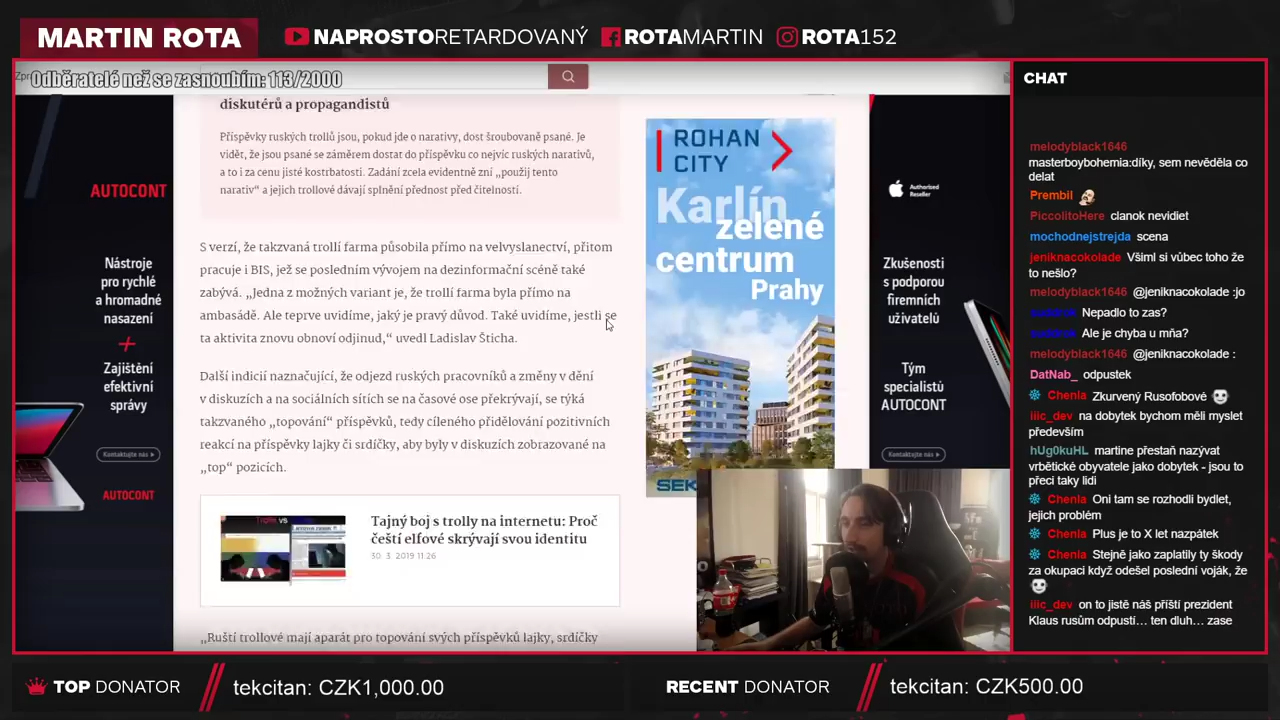 MARTIN ROTA
NAPROSTORETARDOVANÝ
ROTAMARTIN
ROTA152
Odběratelé než se zasnoubím: 113/2000
diskutérů a propagandistů
Příspěvky ruských trollů jsou, pokud jde o narativy, dost šroubovaně psané. Je
vidět, že jsou psané se záměrem dostat do příspěvku co nejvíc ruských narativů,
a to i za cenu jisté kostrbatosti. Zadání zcela evidentně zní „použij tento
narativ“ a jejich trollové dávají splnění přednost před čitelností.
S verzí, že takzvaná trollí farma působila přímo na velvyslanectví, přitom
pracuje i BIS, jež se posledním vývojem na dezinformační scéně také
zabývá. „Jedna z možných variant je, že trollí farma byla přímo na
ambasádě. Ale teprve uvidíme, jaký je pravý důvod. Také uvidíme, jestli se
ta aktivita znovu obnoví odjinud,“ uvedl Ladislav Šticha.
Další indicií naznačující, že odjezd ruských pracovníků a změny v dění
v diskuzích a na sociálních sítích se na časové ose překrývají, se týká
takzvaného „topování“ příspěvků, tedy cíleného přidělování pozitivních
reakcí na příspěvky lajky či srdíčky, aby byly v diskuzích zobrazované na
„top“ pozicích.
Tajný boj s trolly na internetu: Proč
čeští elfové skrývají svou identitu
30. 3. 2019 11:26
„Ruští trollové mají aparát pro topování svých příspěvků lajky, srdíčky
AUTOCONT
Nástroje
pro rychlé
a hromadné
nasazení
+
Zajištění
efektivní
správy
Kontaktujte nás
AUTOCONT
ROHAN
CITY
Karlín
zelené
centrum
Prahy
SEK
Authorised
Reseller
Zkušenosti
s podporou
firemních
uživatelů
Tým
specialistů
AUTOCONT
Kontaktujte nás
CHAT
melodyblack1646
masterboybohemia:díky, sem nevěděla co
delat
Prembil
PiccolitoHere clanok nevidiet
mochodnejstrejda scena
jeniknacokolade Všiml si vůbec toho že
to nešlo?
melodyblack1646 @jeniknacokolade :jo
Nepadlo to zas?
Ale je chyba u mňa?
melodyblack1646 @jeniknacokolade :
DatNab_ odpustek
Chenla Zkurvený Rusofobové
iiic_dev na dobytek bychom měli myslet
především
hUg0kuHL martine přestaň nazývat
vrbětické obyvatele jako dobytek - jsou to
přeci taky lidi
Chenla Oni tam se rozhodli bydlet,
jejich problém
Chenla Plus je to X let nazpátek
Chenla Stejně jako zaplatily ty škody
za okupaci když odešel poslední voják, že
iiic_dev on to jistě náš příští prezident
Klaus rusům odpustí… ten dluh… zase
TOP DONATOR
tekcitan: CZK1,000.00
RECENT DONATOR
tekcitan: CZK500.00